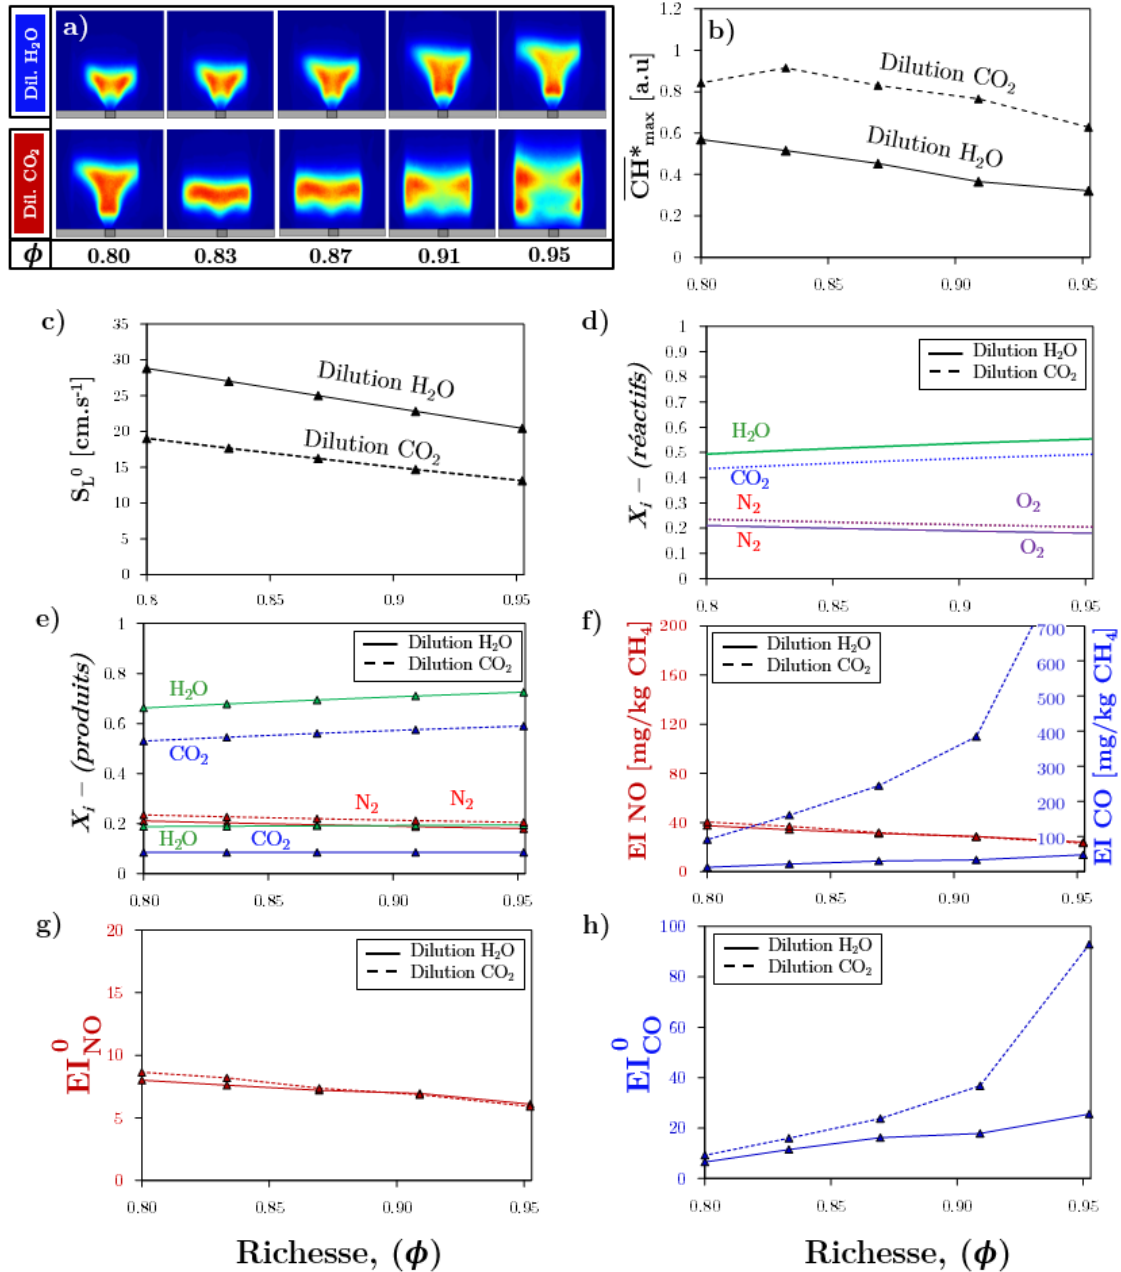 a)
Dil. H₂O
Dil. CO₂
ϕ 0.80 0.83 0.87 0.91 0.95
b)
C̅H̅*max [a.u]
1.2
1
0.8
0.6
0.4
0.2
0
Dilution CO₂
Dilution H₂O
0.80 0.85 0.90 0.95
c)
S_L⁰ [cm.s⁻¹]
35
30
25
20
15
10
5
0
Dilution H₂O
Dilution CO₂
0.8 0.85 0.9 0.95
d)
X_i – (réactifs)
1
0.9
0.8
0.7
0.6
0.5
0.4
0.3
0.2
0.1
0
Dilution H₂O
Dilution CO₂
H₂O
CO₂
N₂
O₂
N₂
O₂
0.8 0.85 0.90 0.95
e)
X_i – (produits)
1
0.8
0.6
0.4
0.2
0
Dilution H₂O
Dilution CO₂
H₂O
CO₂
N₂
N₂
H₂O
CO₂
0.80 0.85 0.90 0.95
f)
EI NO [mg/kg CH₄]
200
160
120
80
40
0
Dilution H₂O
Dilution CO₂
700
600
500
400
300
200
100
EI CO [mg/kg CH₄]
0.80 0.85 0.90 0.95
g)
EI⁰_NO
20
15
10
5
0
Dilution H₂O
Dilution CO₂
0.80 0.85 0.90 0.95
Richesse, (ϕ)
h)
EI⁰_CO
100
80
60
40
20
0
Dilution H₂O
Dilution CO₂
0.80 0.85 0.90 0.95
Richesse, (ϕ)